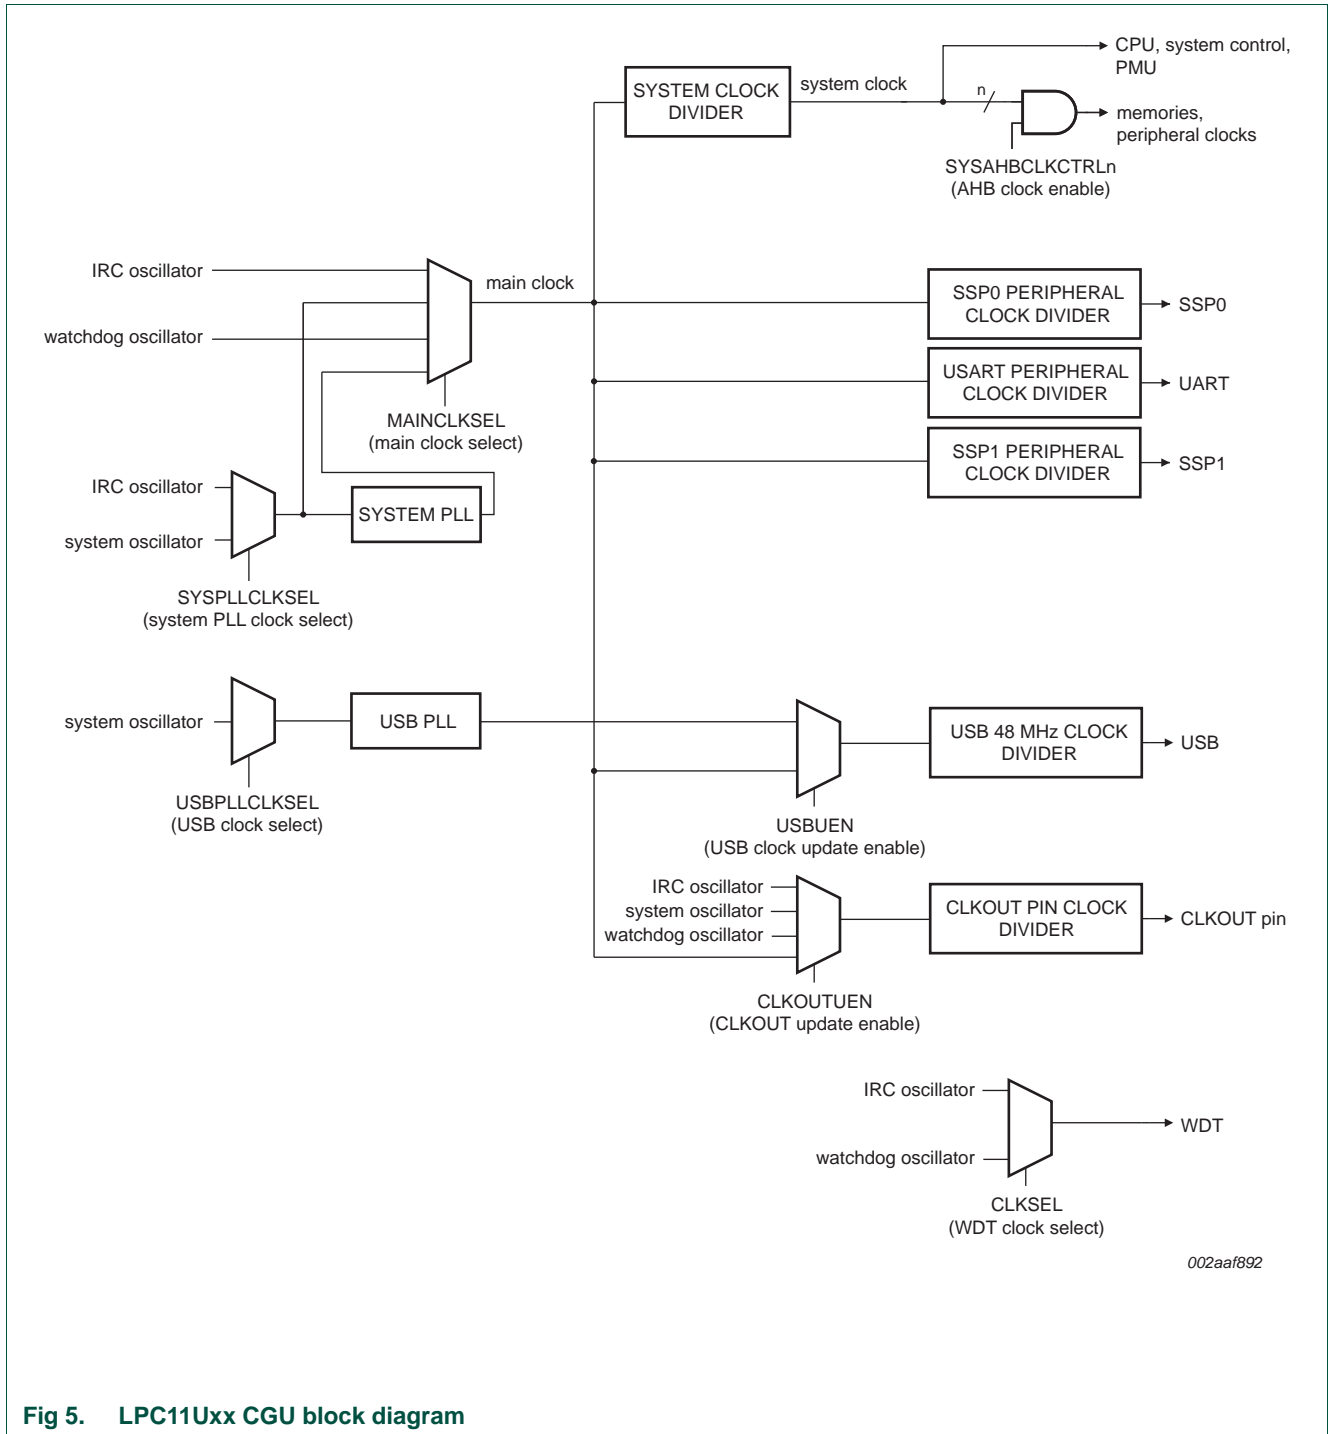 CPU, system control,
PMU
SYSTEM CLOCK
DIVIDER
system clock
n
memories,
peripheral clocks
SYSAHBCLKCTRLn
(AHB clock enable)
IRC oscillator
main clock
watchdog oscillator
MAINCLKSEL
(main clock select)
SSP0 PERIPHERAL
CLOCK DIVIDER
SSP0
USART PERIPHERAL
CLOCK DIVIDER
UART
SSP1 PERIPHERAL
CLOCK DIVIDER
SSP1
IRC oscillator
system oscillator
SYSTEM PLL
SYSPLLCLKSEL
(system PLL clock select)
system oscillator
USB PLL
USBPLLCLKSEL
(USB clock select)
USB 48 MHz CLOCK
DIVIDER
USB
USBUEN
(USB clock update enable)
IRC oscillator
system oscillator
watchdog oscillator
CLKOUT PIN CLOCK
DIVIDER
CLKOUT pin
CLKOUTUEN
(CLKOUT update enable)
IRC oscillator
watchdog oscillator
WDT
CLKSEL
(WDT clock select)
002aaf892
Fig 5. LPC11Uxx CGU block diagram